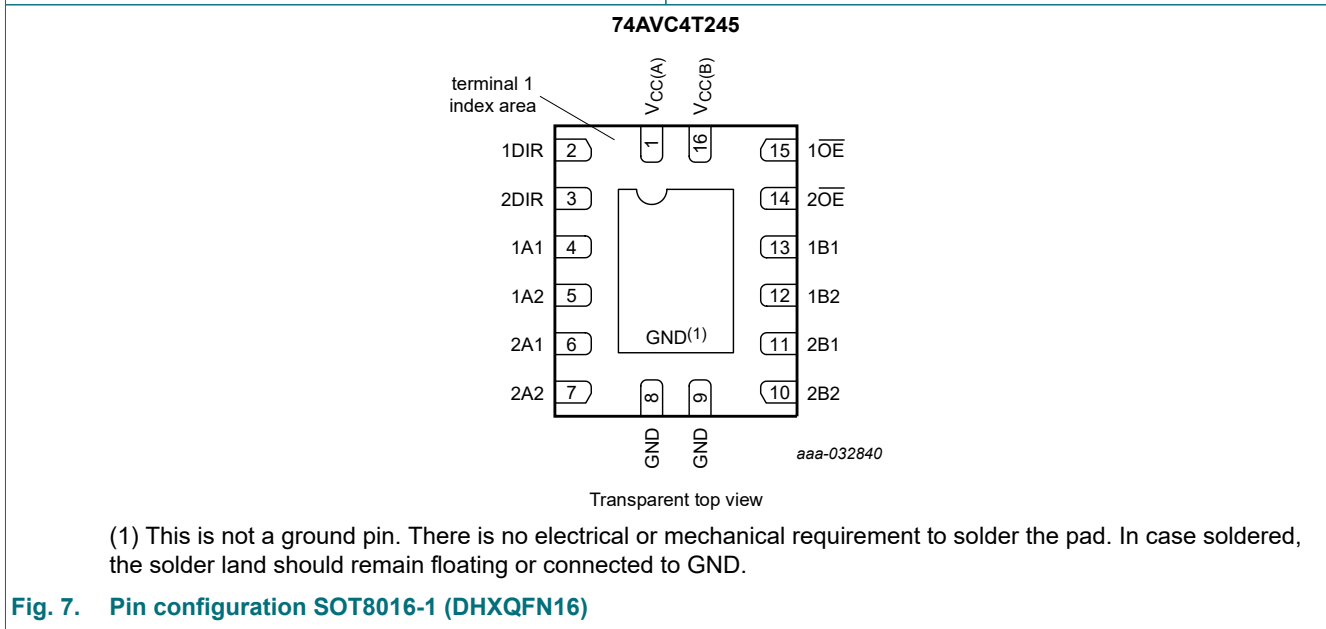 74AVC4T245
terminal 1
index area
VCC(A)
VCC(B)
1
16
1DIR 2
15 1O̅E̅
2DIR 3
14 2O̅E̅
1A1 4
13 1B1
1A2 5
12 1B2
2A1 6
11 2B1
2A2 7
10 2B2
GND(1)
8
9
GND
GND
aaa-032840
Transparent top view
(1) This is not a ground pin. There is no electrical or mechanical requirement to solder the pad. In case soldered,
the solder land should remain floating or connected to GND.
Fig. 7. Pin configuration SOT8016-1 (DHXQFN16)